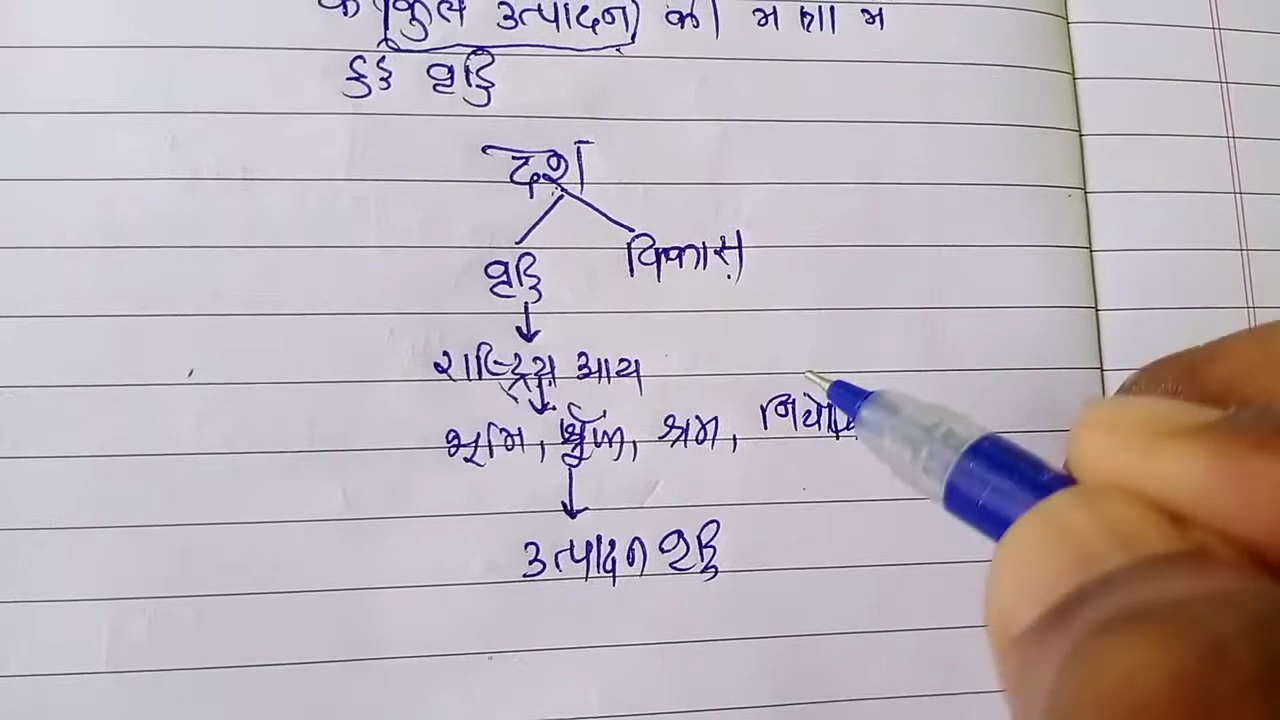 (कुल उत्पादन) की मात्रा म
हुई वृद्धि
देश
वृद्धि विकास
राष्ट्रिय आय
भूमि, पूँजी, श्रम,
उत्पादन वृद्धि